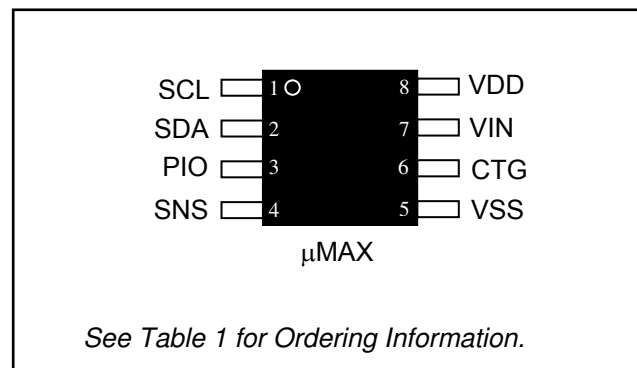 SCL 1 8 VDD
SDA 2 7 VIN
PIO 3 6 CTG
SNS 4 5 VSS
µMAX
See Table 1 for Ordering Information.